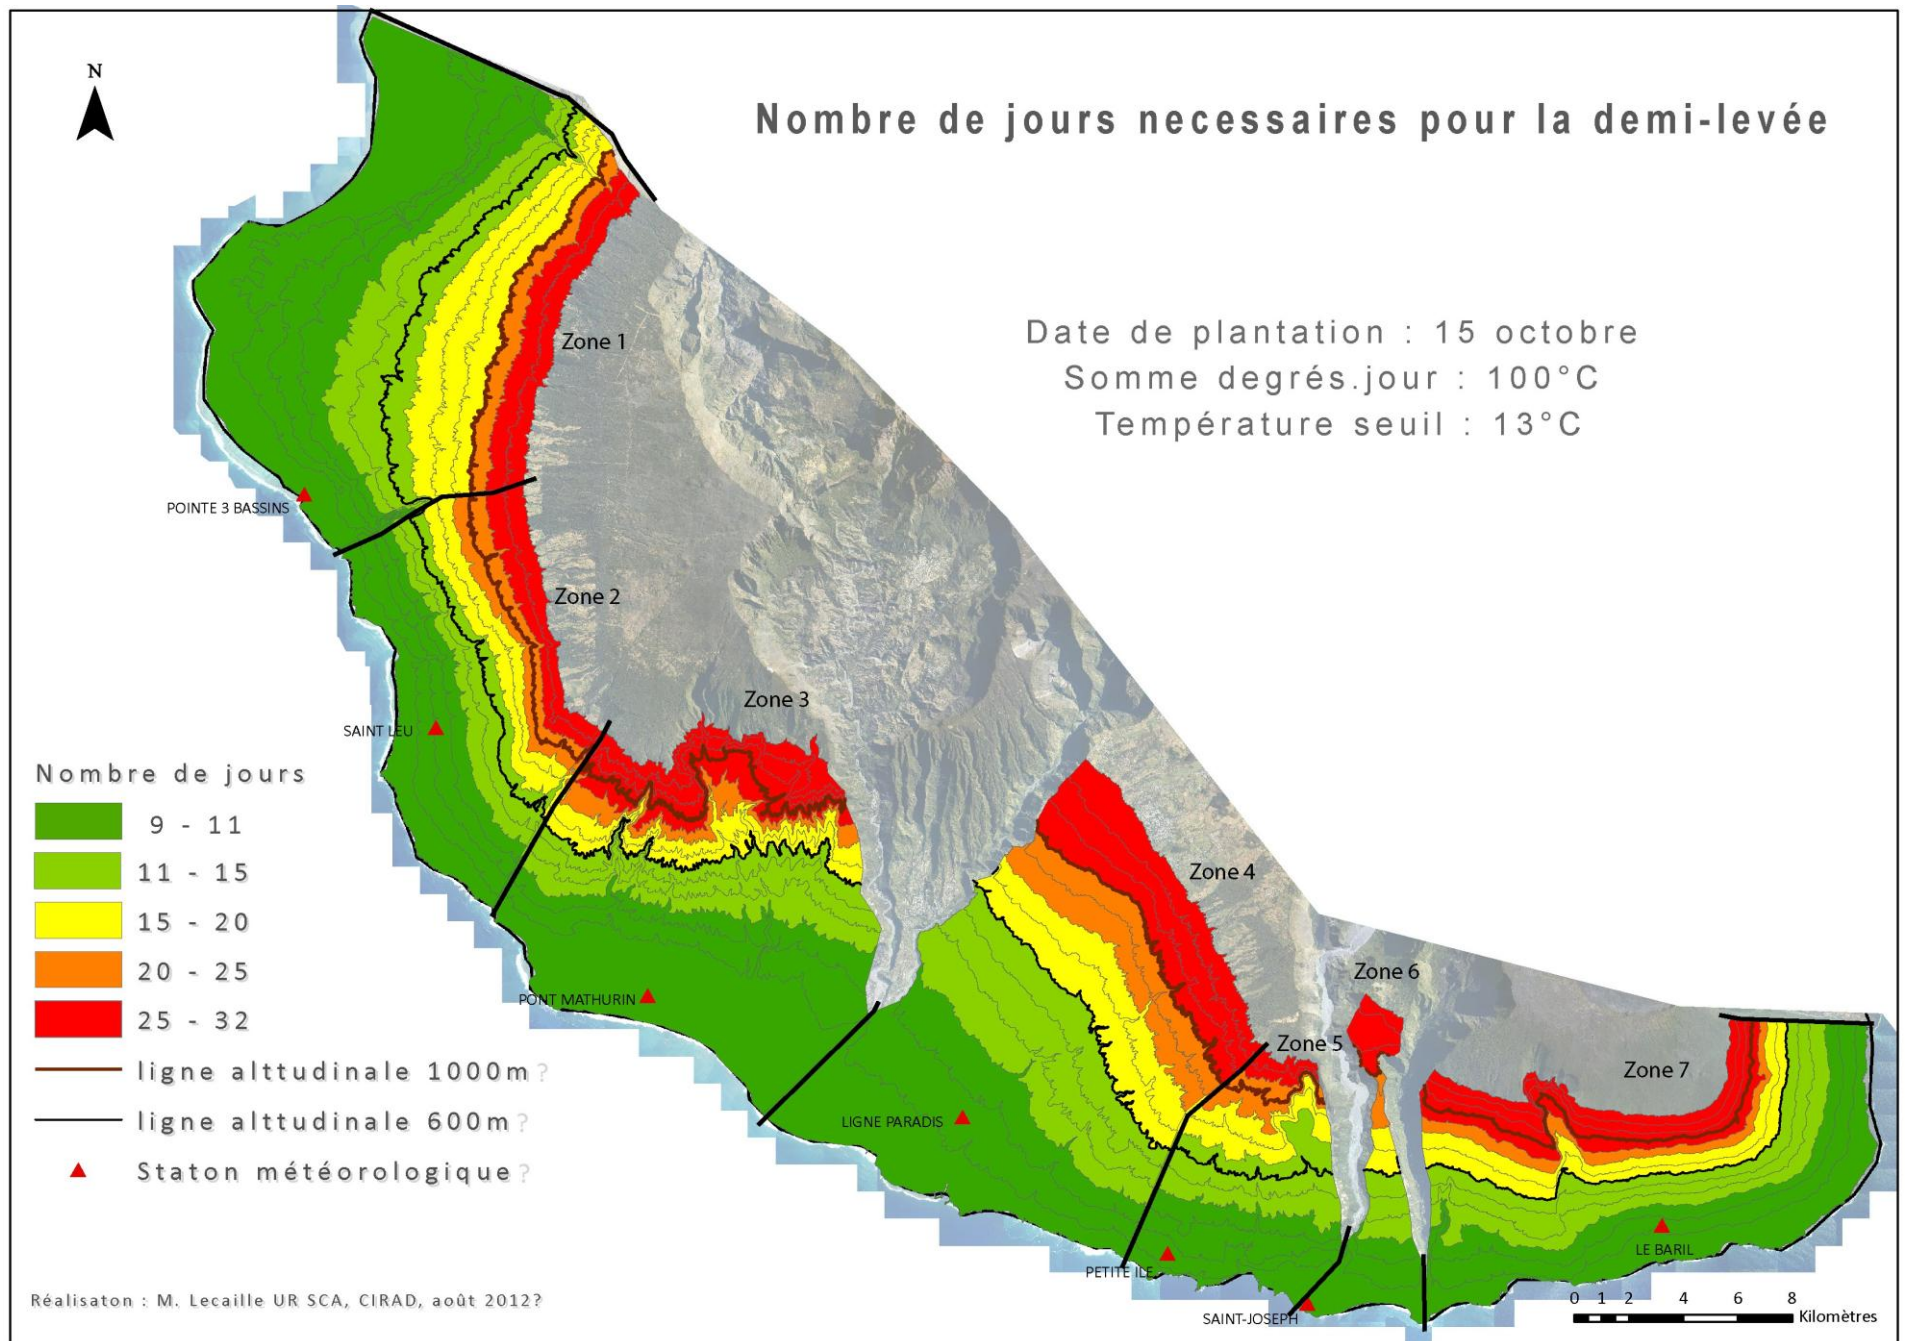 N
Nombre de jours necessaires pour la demi-levée
Date de plantation : 15 octobre
Somme degrés.jour : 100°C
Température seuil : 13°C
Zone 1
POINTE 3 BASSINS
Zone 2
Zone 3
SAINT LEU
Nombre de jours
9 - 11
11 - 15
15 - 20
20 - 25
25 - 32
ligne alttudinale 1000m?
ligne alttudinale 600m?
Staton météorologique?
Zone 4
Zone 6
PONT MATHURIN
Zone 5
Zone 7
LIGNE PARADIS
LE BARIL
PETITE ILE
SAINT-JOSEPH
Réalisaton : M. Lecaille UR SCA, CIRAD, août 2012?
0 1 2 4 6 8
Kilomètres